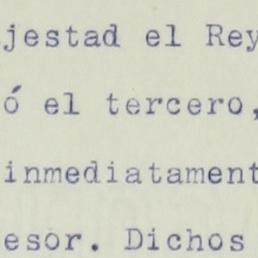 jestad el Rey
ó el tercero,
inmediatament
esor. Dichos